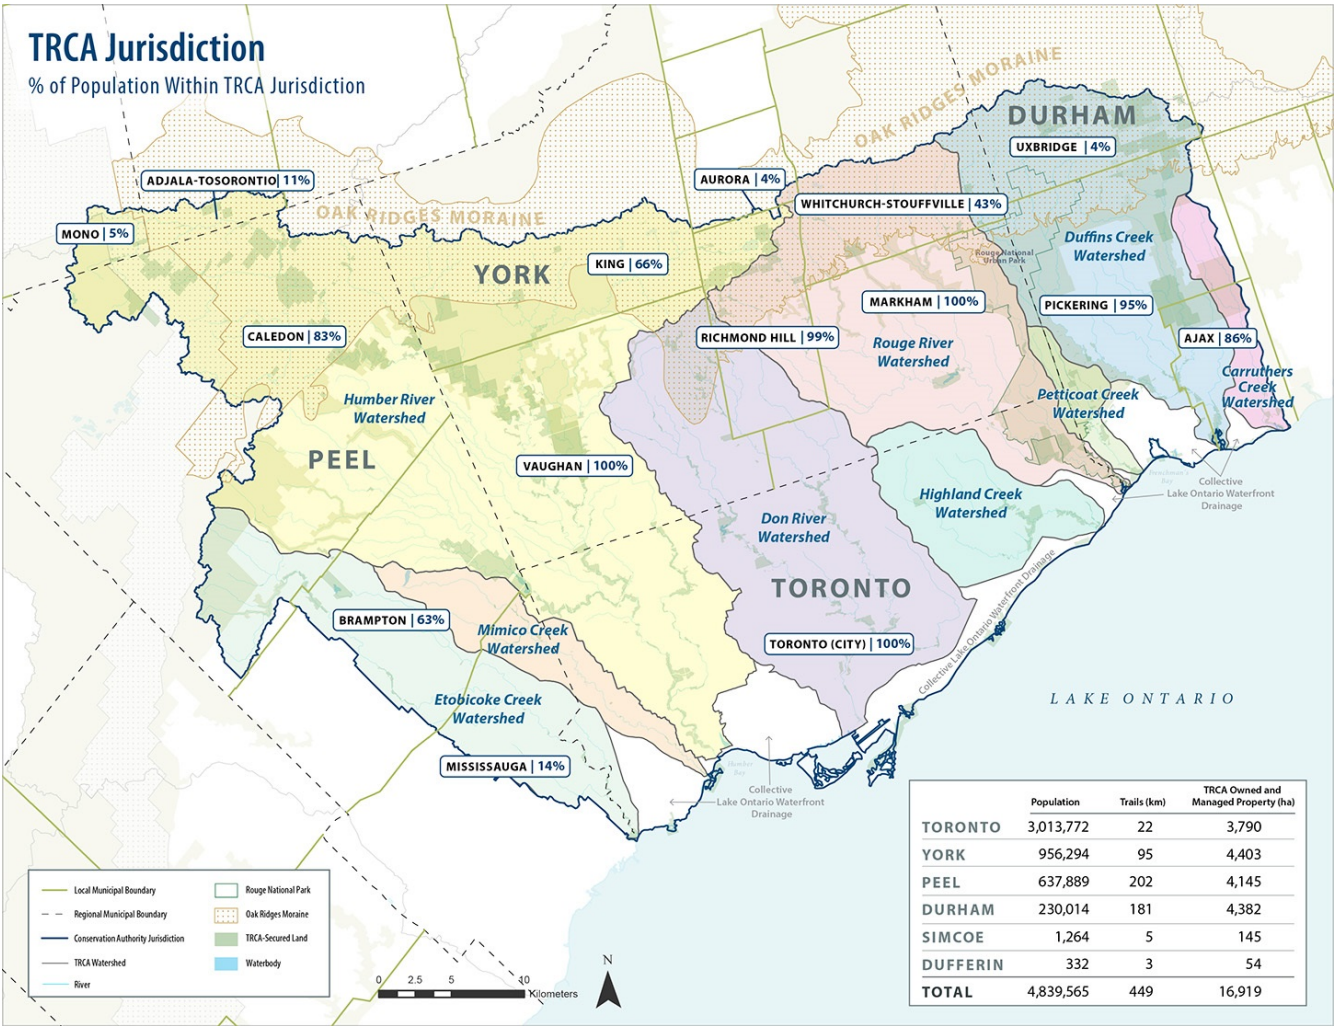 TRCA Jurisdiction
% of Population Within TRCA Jurisdiction
OAK RIDGES MORAINE
DURHAM
UXBRIDGE | 4%
ADJALA-TOSORONTIO | 11%
AURORA | 4%
WHITCHURCH-STOUFFVILLE | 43%
OAK RIDGES MORAINE
MONO | 5%
Duffins Creek
Watershed
Rouge National
Urban Park
YORK
KING | 66%
MARKHAM | 100%
PICKERING | 95%
CALEDON | 83%
RICHMOND HILL | 99%
AJAX | 86%
Rouge River
Watershed
Carruthers
Creek
Watershed
Humber River
Watershed
Petticoat Creek
Watershed
PEEL
VAUGHAN | 100%
Collective
Lake Ontario Waterfront
Drainage
Highland Creek
Watershed
Don River
Watershed
TORONTO
Collective Lake Ontario Waterfront Drainage
BRAMPTON | 63%
Mimico Creek
Watershed
TORONTO (CITY) | 100%
Etobicoke Creek
Watershed
LAKE ONTARIO
MISSISSAUGA | 14%
Humber
Bay
Collective
Lake Ontario Waterfront
Drainage
Population Trails (km) TRCA Owned and Managed Property (ha)
TORONTO 3,013,772 22 3,790
YORK 956,294 95 4,403
PEEL 637,889 202 4,145
DURHAM 230,014 181 4,382
SIMCOE 1,264 5 145
DUFFERIN 332 3 54
TOTAL 4,839,565 449 16,919
Local Municipal Boundary
Regional Municipal Boundary
Conservation Authority Jurisdiction
TRCA Watershed
River
Rouge National Park
Oak Ridges Moraine
TRCA-Secured Land
Waterbody
0 2.5 5 10
Kilometers
N